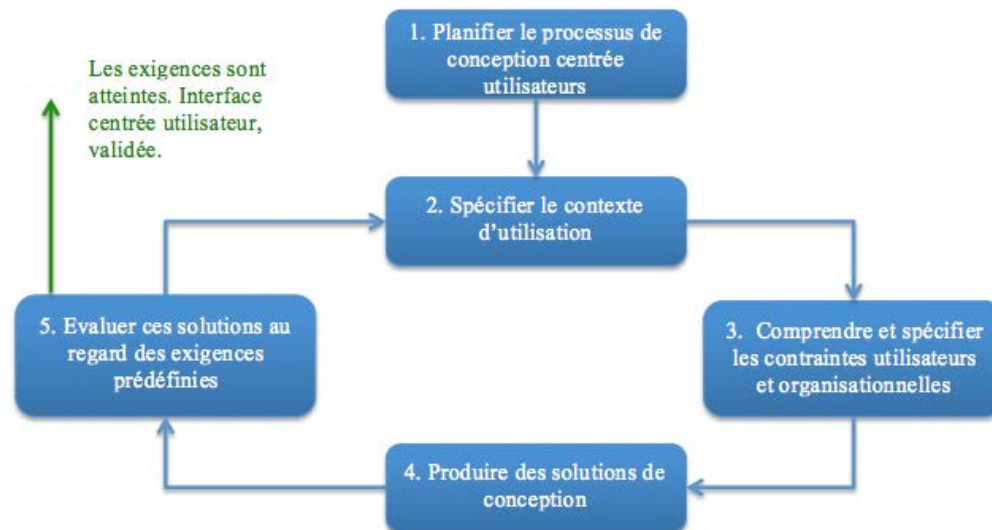 1. Planifier le processus de
conception centrée
utilisateurs
Les exigences sont
atteintes. Interface
centrée utilisateur,
validée.
2. Spécifier le contexte
d’utilisation
5. Evaluer ces solutions au
regard des exigences
prédéfinies
3. Comprendre et spécifier
les contraintes utilisateurs
et organisationnelles
4. Produire des solutions de
conception